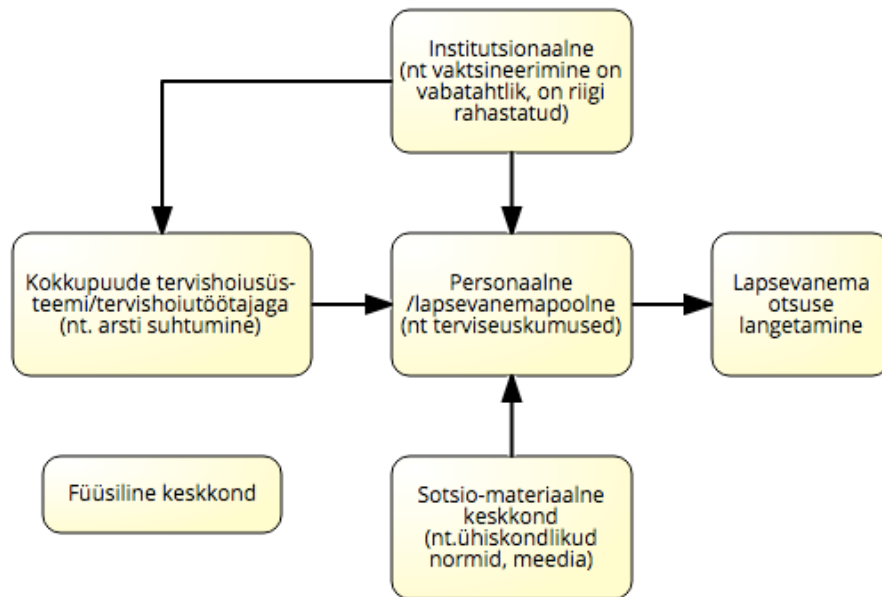 Institutsionaalne
(nt vaktsineerimine on
vabatahtlik, on riigi
rahastatud)
Kokkupuude tervishoiusüs-
teemi/tervishoiutöötajaga
(nt. arsti suhtumine)
Personaalne
/lapsevanemapoolne
(nt terviseuskumused)
Lapsevanema
otsuse
langetamine
Füüsiline keskkond
Sotsio-materiaalne
keskkond
(nt.ühiskondlikud
normid, meedia)